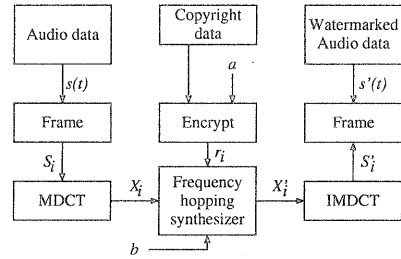 Audio data
Copyright
data
Watermarked
Audio data
s(t)
a
s'(t)
Frame
Encrypt
Frame
S_i
r_i
S'_i
MDCT
X_i
Frequency
hopping
synthesizer
X'_i
IMDCT
b